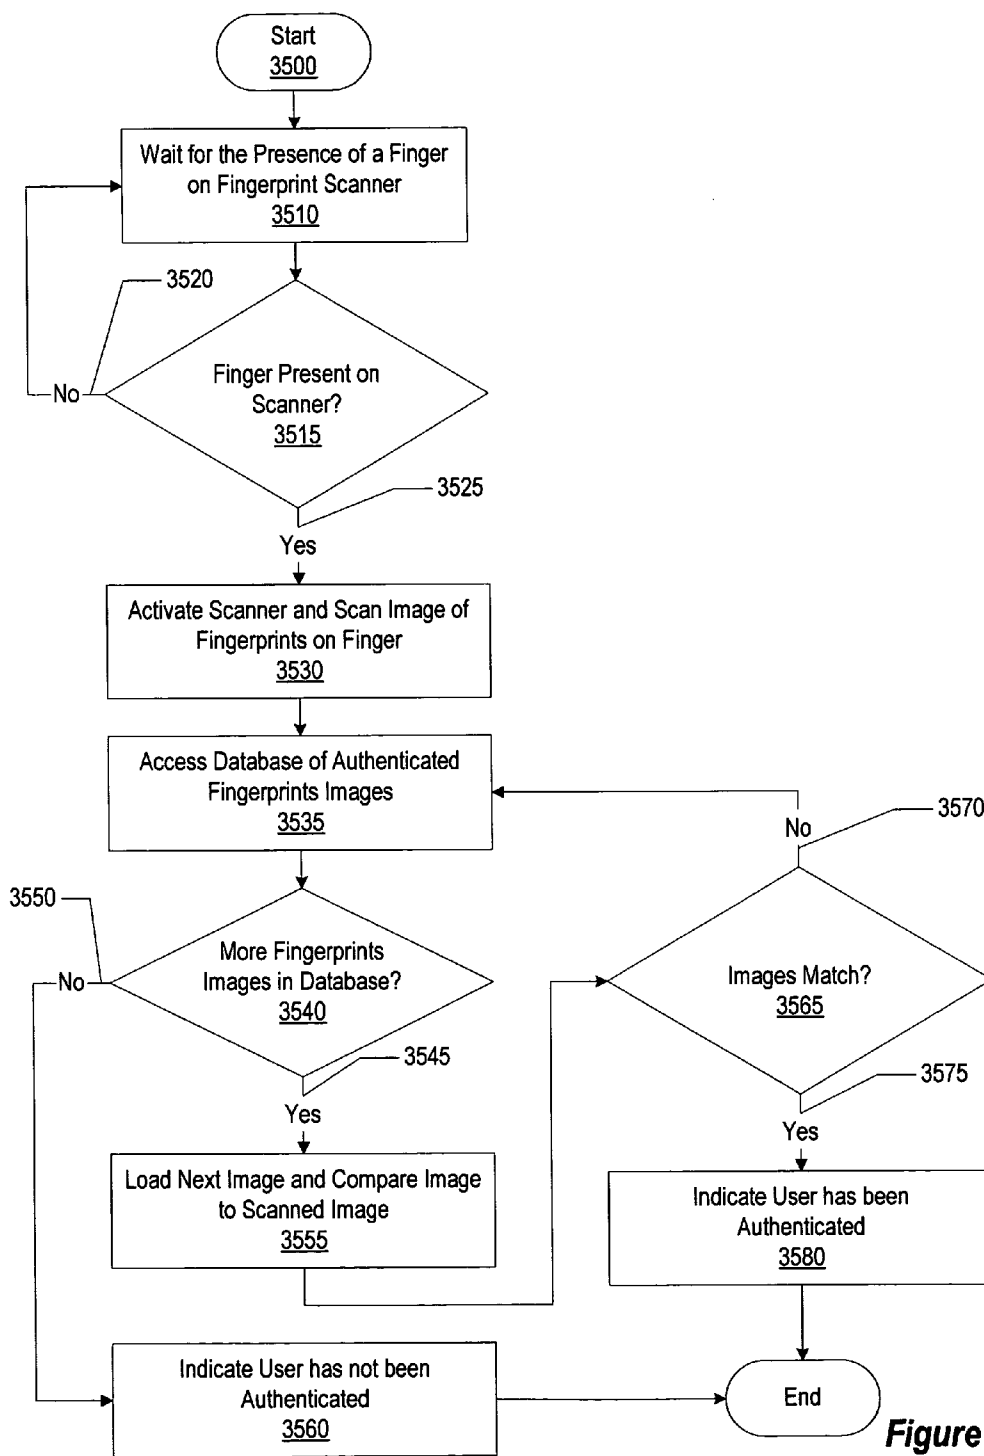 Start
3500
Wait for the Presence of a Finger
on Fingerprint Scanner
3510
3520
No
Finger Present on
Scanner?
3515
3525
Yes
Activate Scanner and Scan Image of
Fingerprints on Finger
3530
Access Database of Authenticated
Fingerprints Images
3535
3550
No
More Fingerprints
Images in Database?
3540
3545
Yes
Load Next Image and Compare Image
to Scanned Image
3555
3570
No
Images Match?
3565
3575
Yes
Indicate User has been
Authenticated
3580
Indicate User has not been
Authenticated
3560
End
Figure